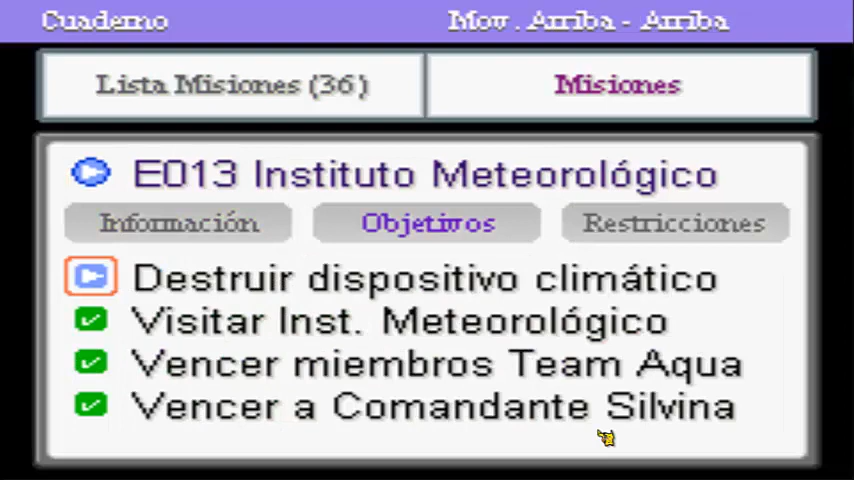 Cuaderno Mov. Arriba - Arriba
Lista Misiones (36) Misiones
E013 Instituto Meteorológico
Información Objetivos Restricciones
Destruir dispositivo climático
Visitar Inst. Meteorológico
Vencer miembros Team Aqua
Vencer a Comandante Silvina